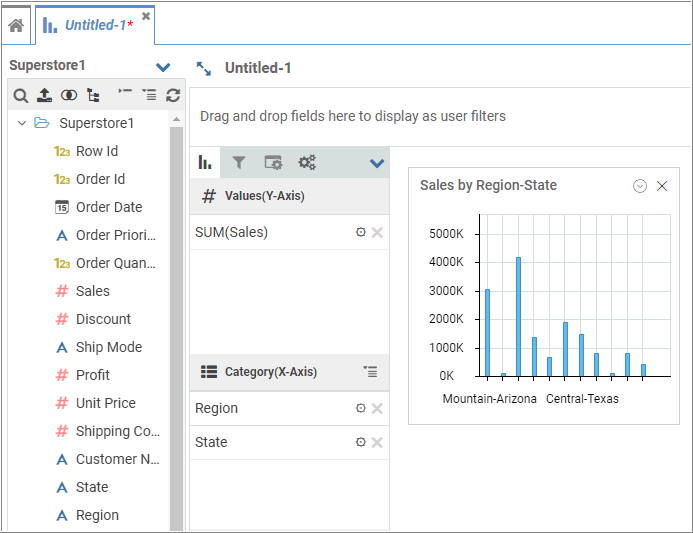 Untitled-1*
Superstore1
Untitled-1
Drag and drop fields here to display as user filters
Superstore1
123 Row Id
123 Order Id
15 Order Date
A Order Priori...
123 Order Quan...
# Sales
# Discount
A Ship Mode
# Profit
# Unit Price
# Shipping Co...
A Customer N...
A State
A Region
# Values(Y-Axis)
SUM(Sales)
Category(X-Axis)
Region
State
Sales by Region-State
5000K
4000K
3000K
2000K
1000K
0K
Mountain-Arizona Central-Texas